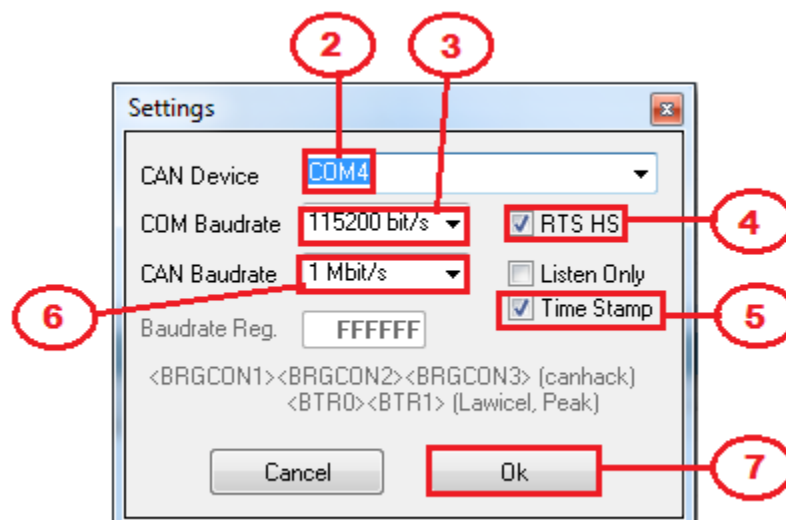 2 3
Settings
CAN Device COM4
COM Baudrate 115200 bit/s RTS HS 4
CAN Baudrate 1 Mbit/s Listen Only
6 Time Stamp 5
Baudrate Reg. FFFFFF
<BRGCON1><BRGCON2><BRGCON3> (canhack)
<BTR0><BTR1> (Lawicel, Peak)
Cancel Ok 7